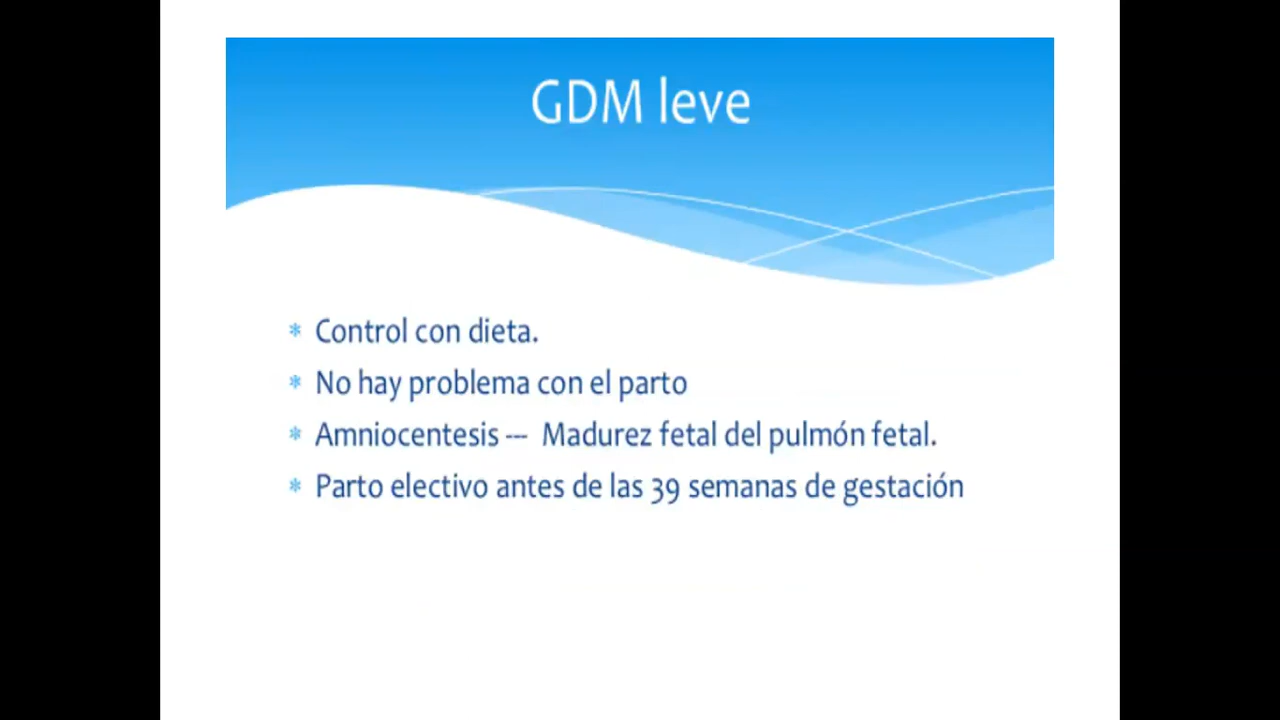 GDM leve
* Control con dieta.
* No hay problema con el parto
* Amniocentesis --- Madurez fetal del pulmón fetal.
* Parto electivo antes de las 39 semanas de gestación